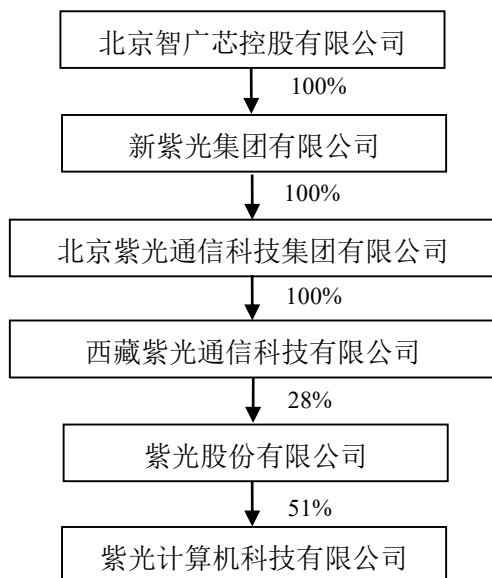 北京智广芯控股有限公司
100%
新紫光集团有限公司
100%
北京紫光通信科技集团有限公司
100%
西藏紫光通信科技有限公司
28%
紫光股份有限公司
51%
紫光计算机科技有限公司